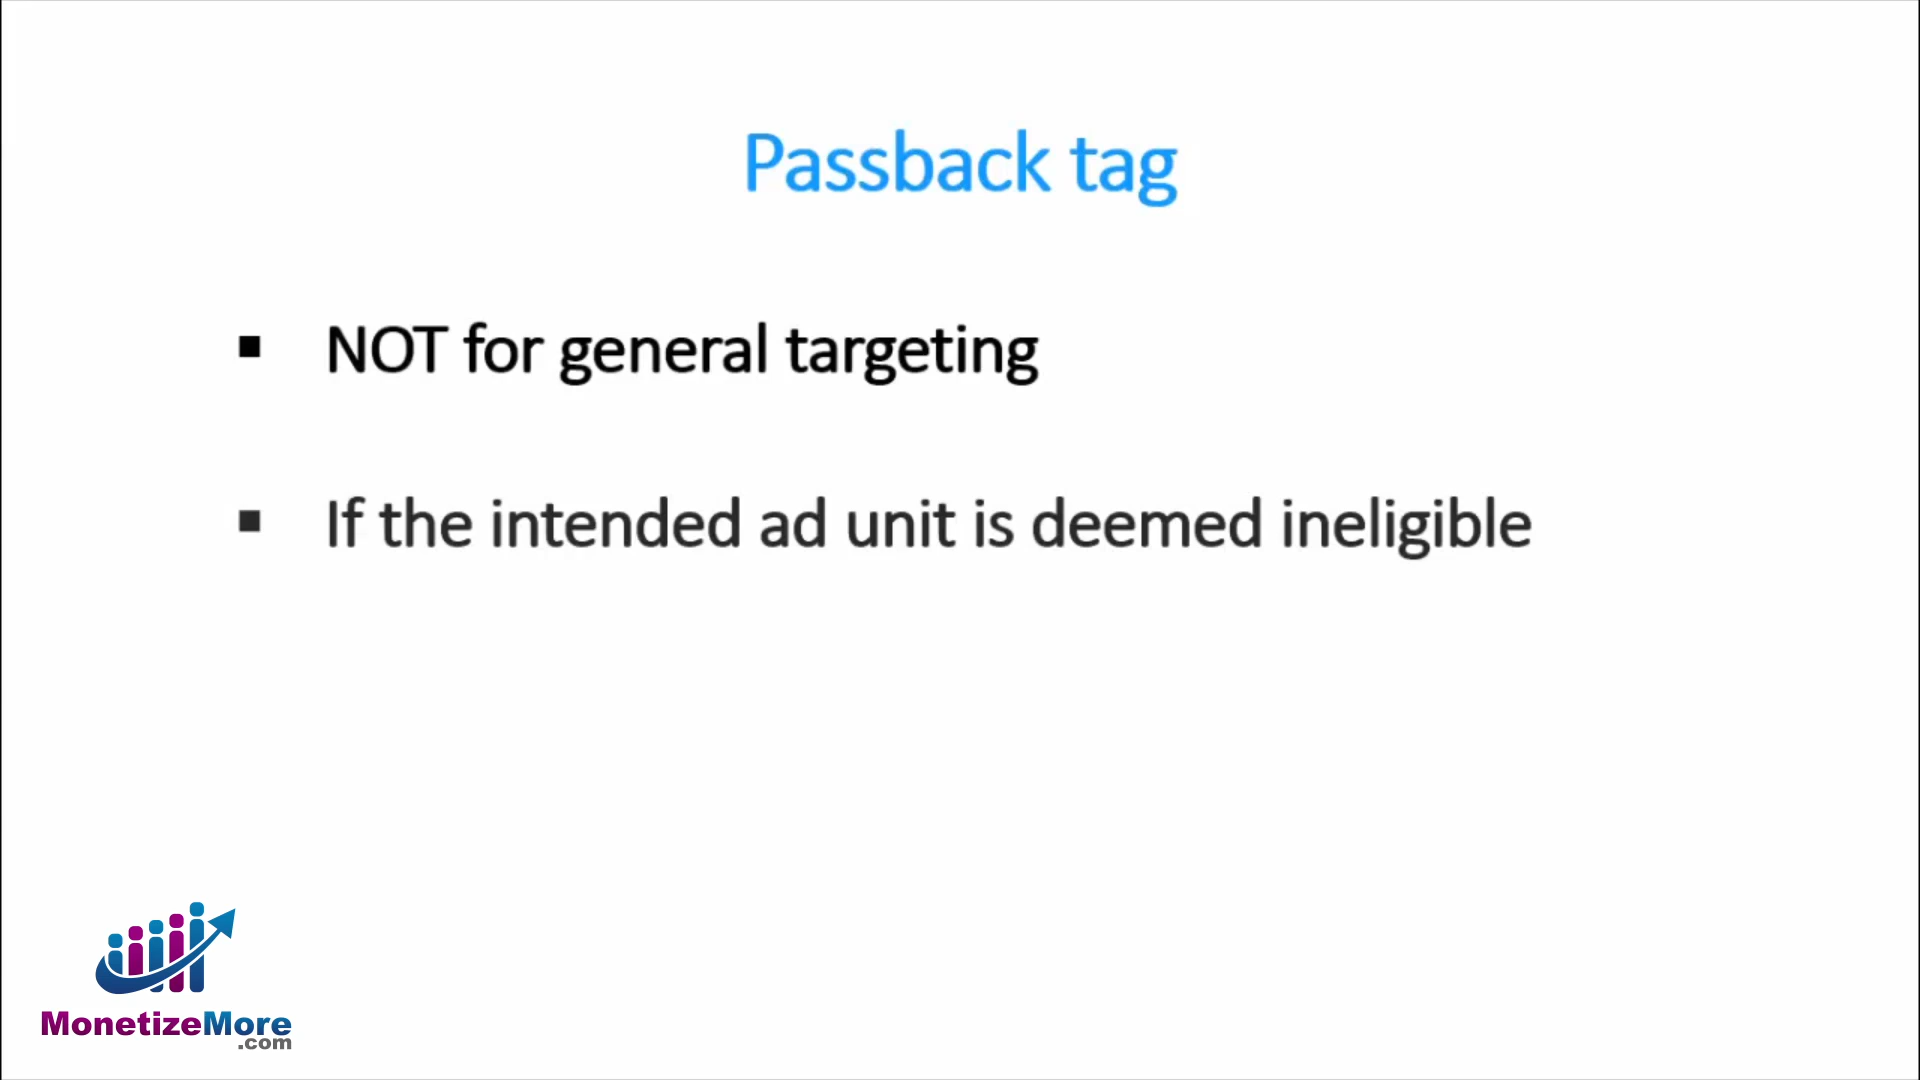 Passback tag
NOT for general targeting
If the intended ad unit is deemed ineligible
MonetizeMore
.com